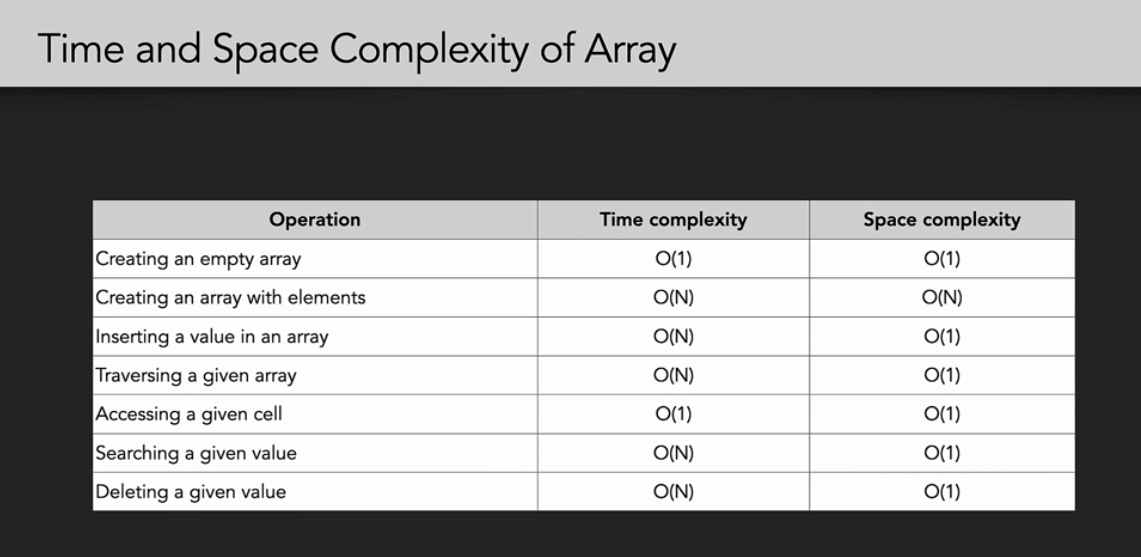 Time and Space Complexity of Array
Operation Time complexity Space complexity
Creating an empty array O(1) O(1)
Creating an array with elements O(N) O(N)
Inserting a value in an array O(N) O(1)
Traversing a given array O(N) O(1)
Accessing a given cell O(1) O(1)
Searching a given value O(N) O(1)
Deleting a given value O(N) O(1)